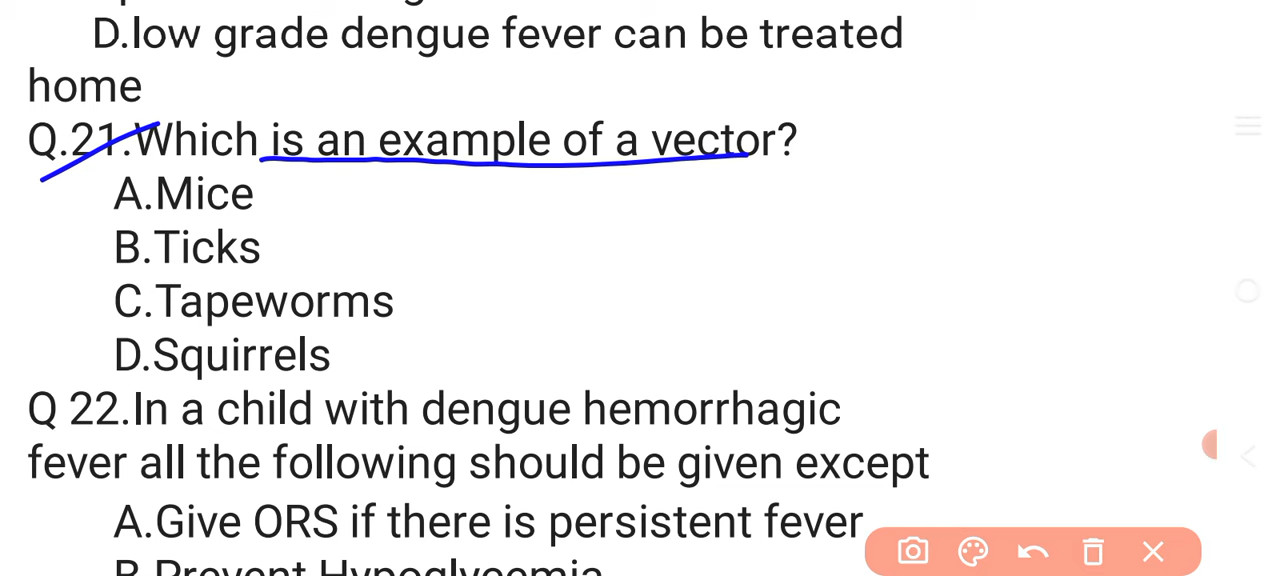 D.low grade dengue fever can be treated
home
Q.21.Which is an example of a vector?
A.Mice
B.Ticks
C.Tapeworms
D.Squirrels
Q 22.In a child with dengue hemorrhagic
fever all the following should be given except
A.Give ORS if there is persistent fever
B.Prevent Hypoglycemia